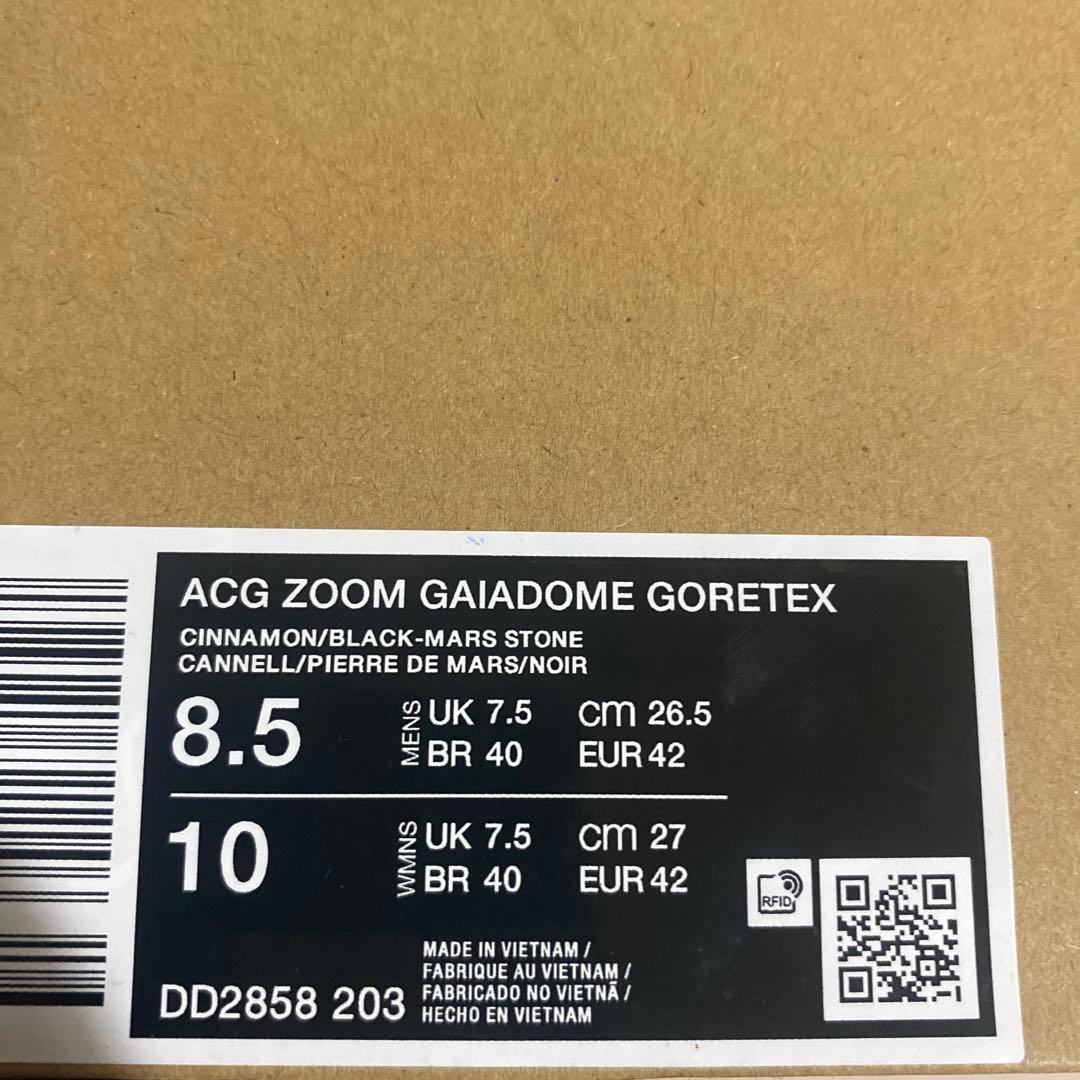 ACG ZOOM GAIADOME GORETEX
CINNAMON/BLACK-MARS STONE
CANNELL/PIERRE DE MARS/NOIR
8.5 MENS UK 7.5 cm 26.5
BR 40 EUR 42
10 WMNS UK 7.5 cm 27
BR 40 EUR 42
RFID
MADE IN VIETNAM /
FABRIQUE AU VIETNAM /
FABRICADO NO VIETNÃ /
HECHO EN VIETNAM
DD2858 203